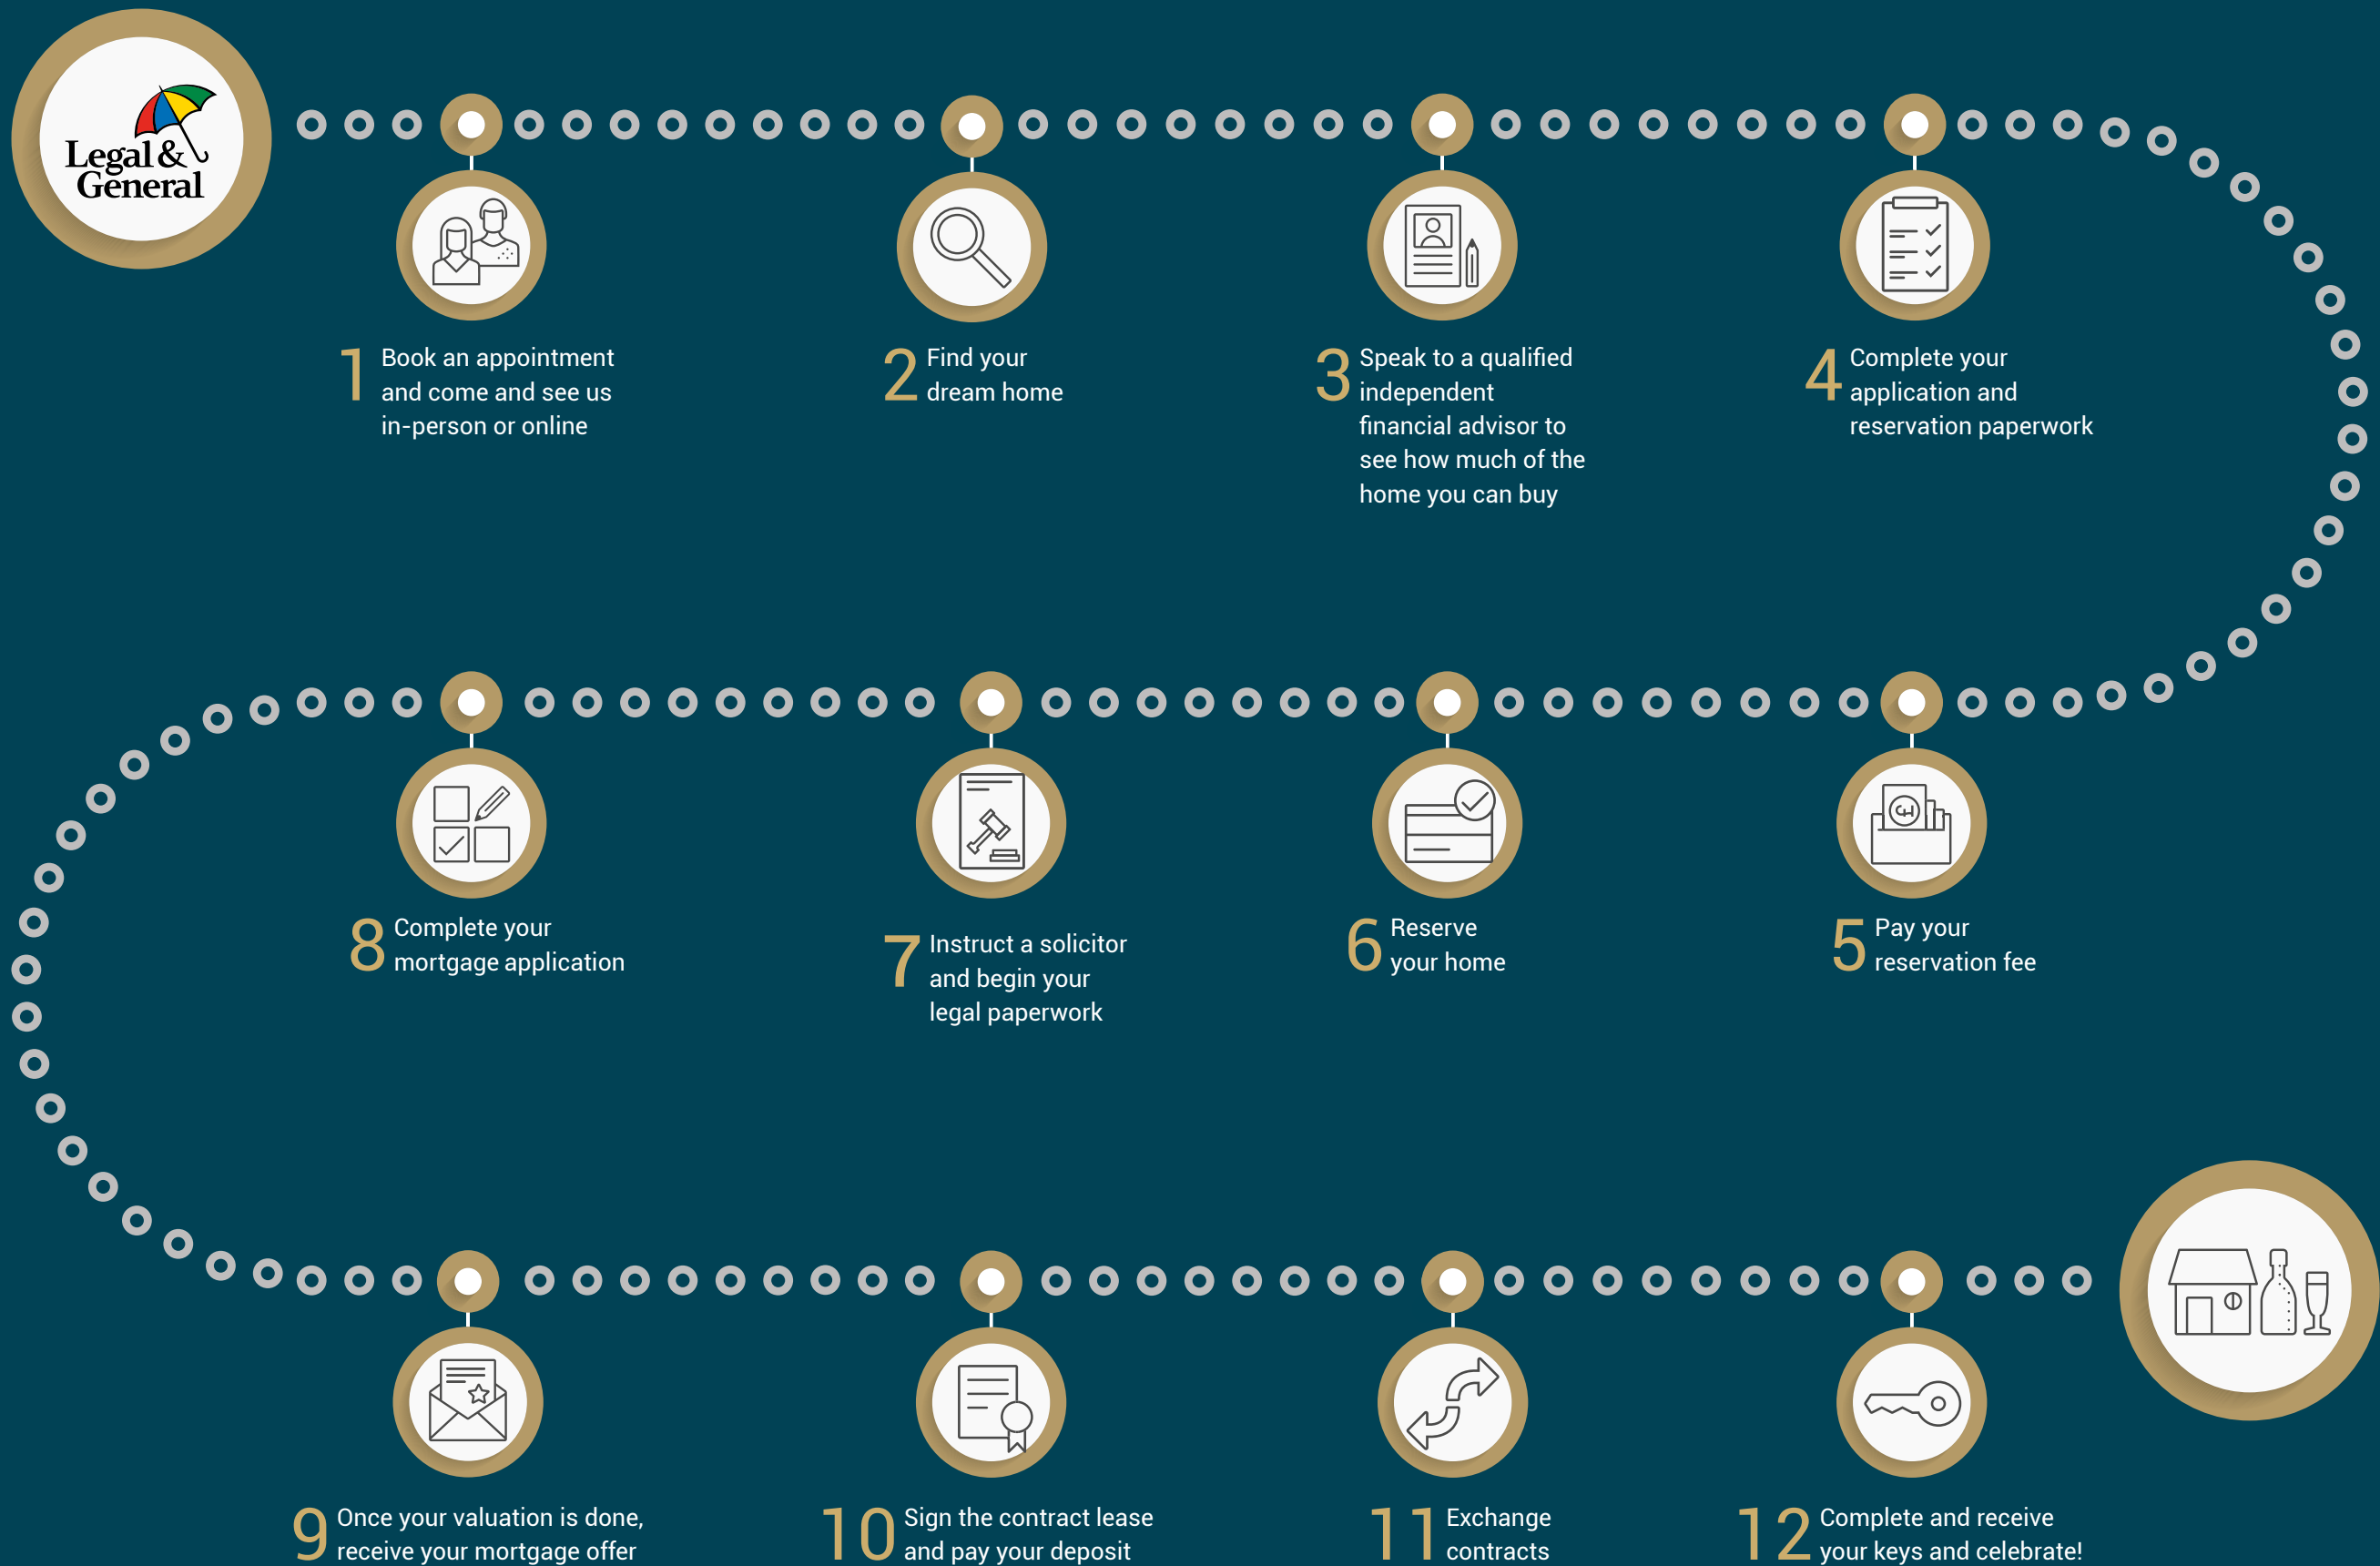 Legal &
General
1 Book an appointment
and come and see us
in-person or online
2 Find your
dream home
3 Speak to a qualified
independent
financial advisor to
see how much of the
home you can buy
4 Complete your
application and
reservation paperwork
5 Pay your
reservation fee
6 Reserve
your home
7 Instruct a solicitor
and begin your
legal paperwork
8 Complete your
mortgage application
9 Once your valuation is done,
receive your mortgage offer
10 Sign the contract lease
and pay your deposit
11 Exchange
contracts
12 Complete and receive
your keys and celebrate!